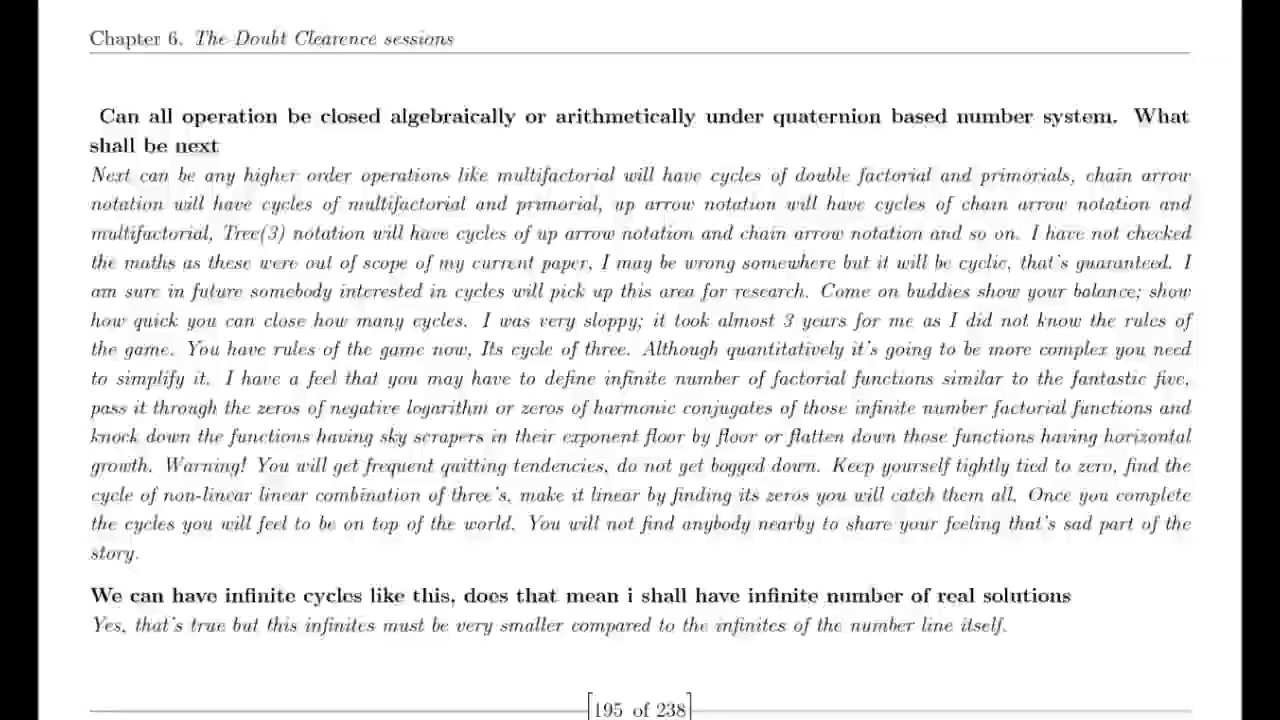 Chapter 6. The Doubt Clearence sessions
Can all operation be closed algebraically or arithmetically under quaternion based number system. What
shall be next
Next can be any higher order operations like multifactorial will have cycles of double factorial and primorials, chain arrow
notation will have cycles of multifactorial and primorial, up arrow notation will have cycles of chain arrow notation and
multifactorial, Tree(3) notation will have cycles of up arrow notation and chain arrow notation and so on. I have not checked
the maths as these were out of scope of my current paper, I may be wrong somewhere but it will be cyclic, that's guaranteed. I
am sure in future somebody interested in cycles will pick up this area for research. Come on buddies show your balance; show
how quick you can close how many cycles. I was very sloppy; it took almost 3 years for me as I did not know the rules of
the game. You have rules of the game now, Its cycle of three. Although quantitatively it's going to be more complex you need
to simplify it. I have a feel that you may have to define infinite number of factorial functions similar to the fantastic five,
pass it through the zeros of negative logarithm or zeros of harmonic conjugates of those infinite number factorial functions and
knock down the functions having sky scrapers in their exponent floor by floor or flatten down those functions having horizontal
growth. Warning! You will get frequent quitting tendencies, do not get bogged down. Keep yourself tightly tied to zero, find the
cycle of non-linear linear combination of three's, make it linear by finding its zeros you will catch them all. Once you complete
the cycles you will feel to be on top of the world. You will not find anybody nearby to share your feeling that's sad part of the
story.
We can have infinite cycles like this, does that mean i shall have infinite number of real solutions
Yes, that's true but this infinites must be very smaller compared to the infinites of the number line itself.
[195 of 238]